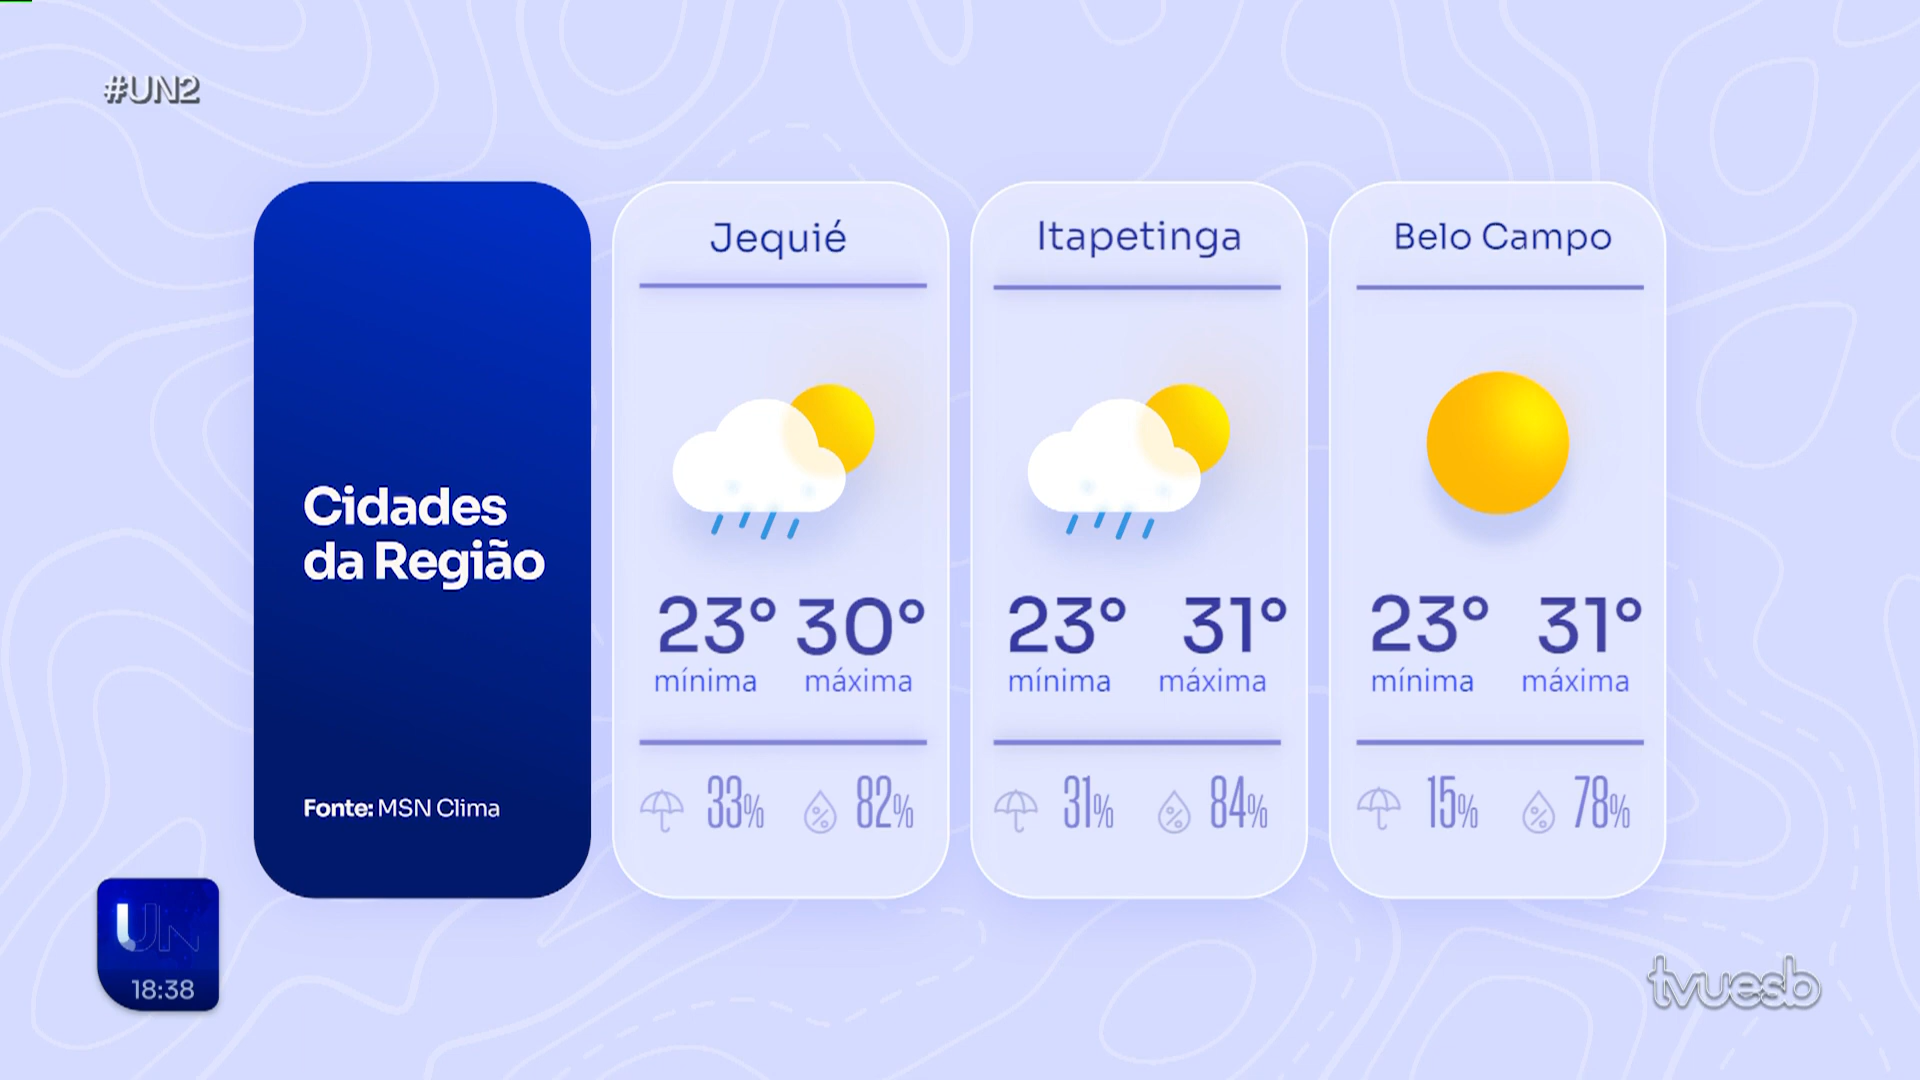 #UN2
Cidades
da Região
Fonte: MSN Clima
Jequié
23° 30°
mínima máxima
33% 82%
Itapetinga
23° 31°
mínima máxima
31% 84%
Belo Campo
23° 31°
mínima máxima
15% 78%
UN
18:38
tvuesb